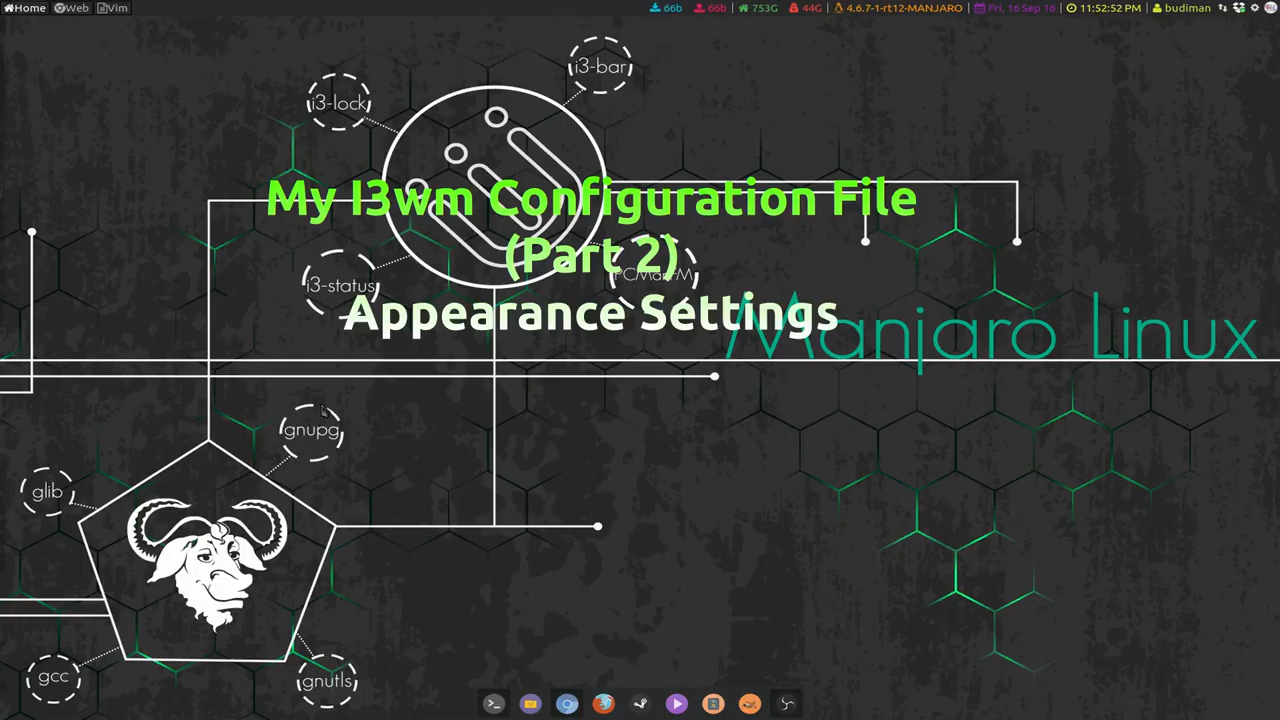 Home Web Vim 66b 66b 753G 44G 4.6.7-1-rt12-MANJARO Fri, 16 Sep 16 11:52:52 PM budiman
i3-bar
i3-lock
My I3wm Configuration File
(Part 2)
i3-status
PCManFM
Appearance Settings
Manjaro Linux
gnupg
glib
gcc
gnutls